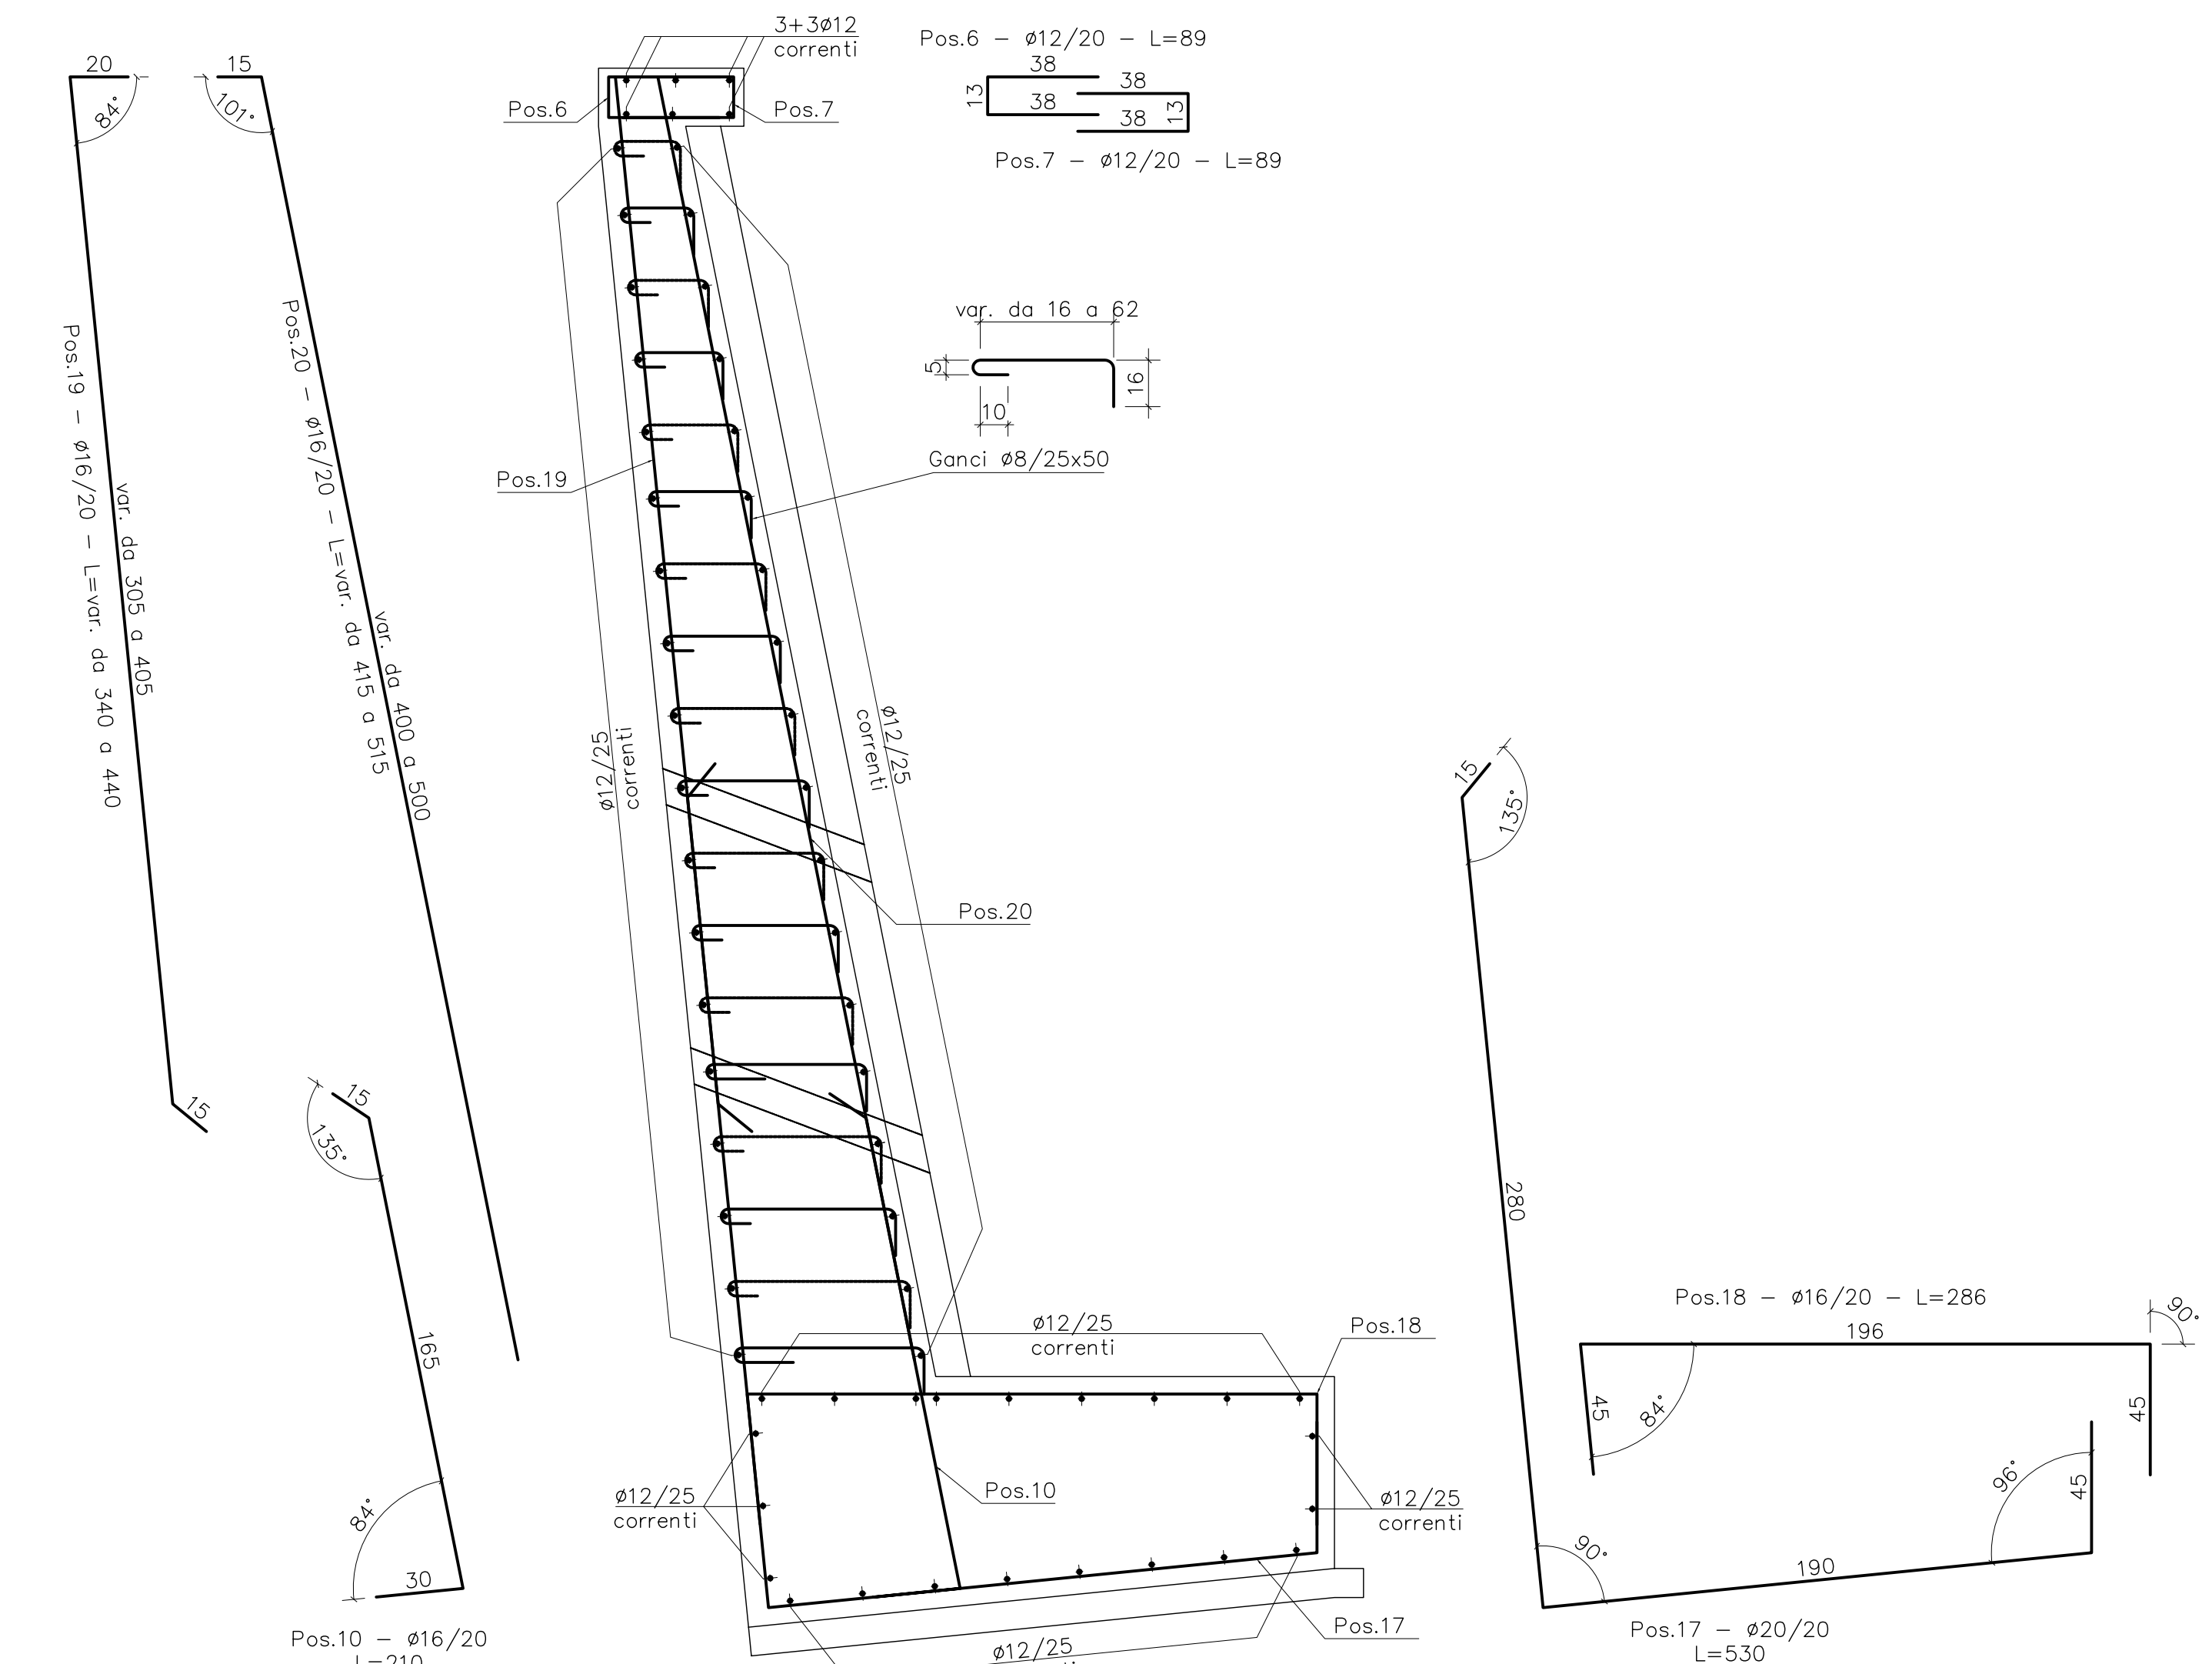 3+3ø12
correnti
Pos.6
Pos.7
Pos.6 – ø12/20 – L=89
38
38
13
38
38
13
Pos.7 – ø12/20 – L=89
20
84°
15
101°
Pos.19 – ø16/20 – L=var. da 340 a 440
var. da 305 a 405
15
Pos.20 – ø16/20 – L=var. da 415 a 515
var. da 400 a 500
var. da 16 a 62
5
10
16
Ganci Ø8/25x50
Pos.19
ø12/25
correnti
ø12/25
correnti
Pos.20
15
135°
165
84°
30
Pos.10 – ø16/20
L=210
ø12/25
correnti
Pos.18
ø12/25
correnti
Pos.10
ø12/25
correnti
Pos.17
ø12/25
15
135°
280
Pos.18 – ø16/20 – L=286
196
90°
45
84°
45
96°
45
90°
190
Pos.17 – ø20/20
L=530